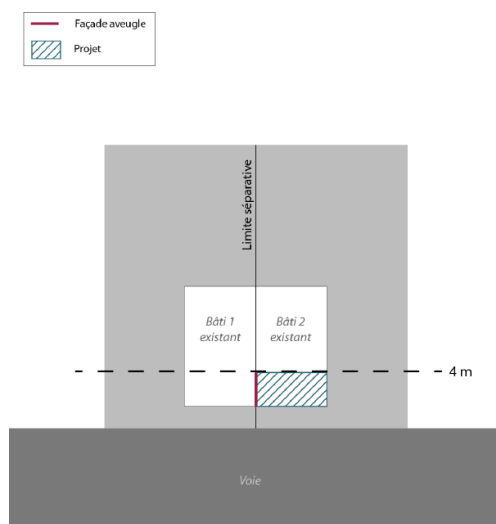 Façade aveugle
Projet
Limite séparative
Bâti 1
existant
Bâti 2
existant
4 m
Voie